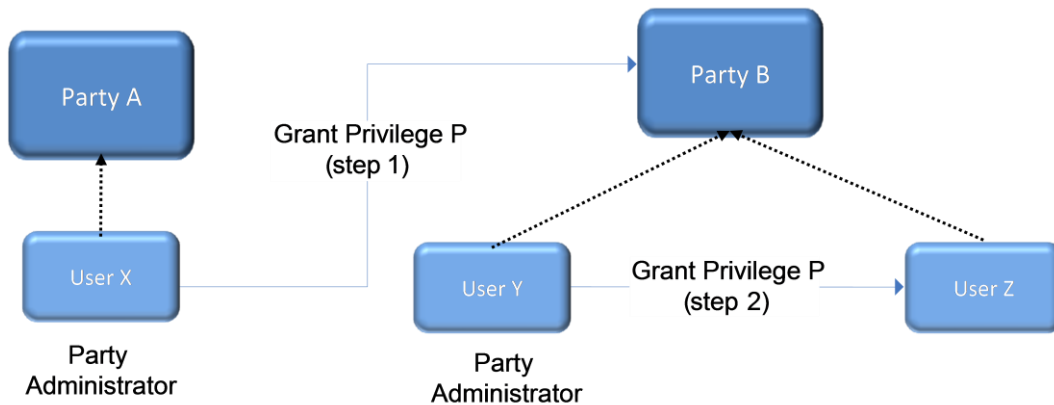 Party A
Party B
Grant Privilege P
(step 1)
User X
User Y
Grant Privilege P
(step 2)
User Z
Party
Administrator
Party
Administrator